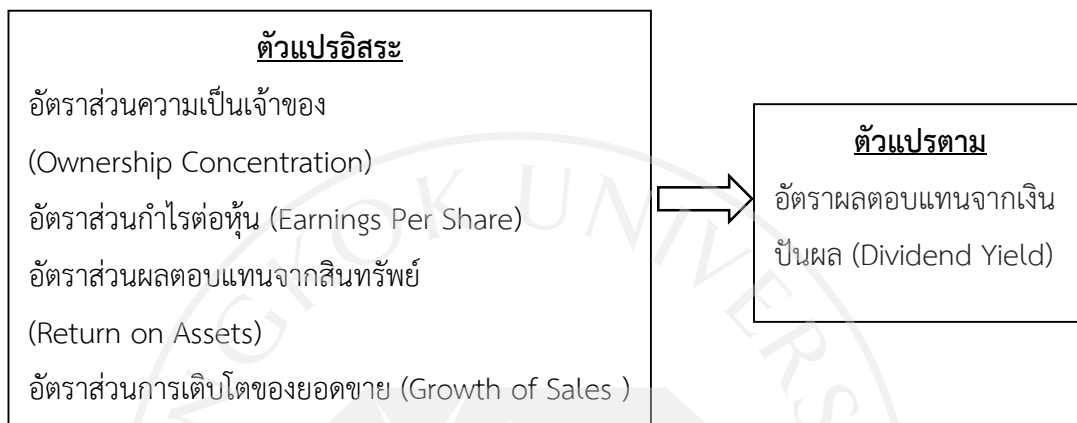 ตัวแปรอิสระ
อัตราส่วนความเป็นเจ้าของ
(Ownership Concentration)
อัตราส่วนกำไรต่อหุ้น (Earnings Per Share)
อัตราส่วนผลตอบแทนจากสินทรัพย์
(Return on Assets)
อัตราส่วนการเติบโตของยอดขาย (Growth of Sales )
ตัวแปรตาม
อัตราผลตอบแทนจากเงิน
ปันผล (Dividend Yield)